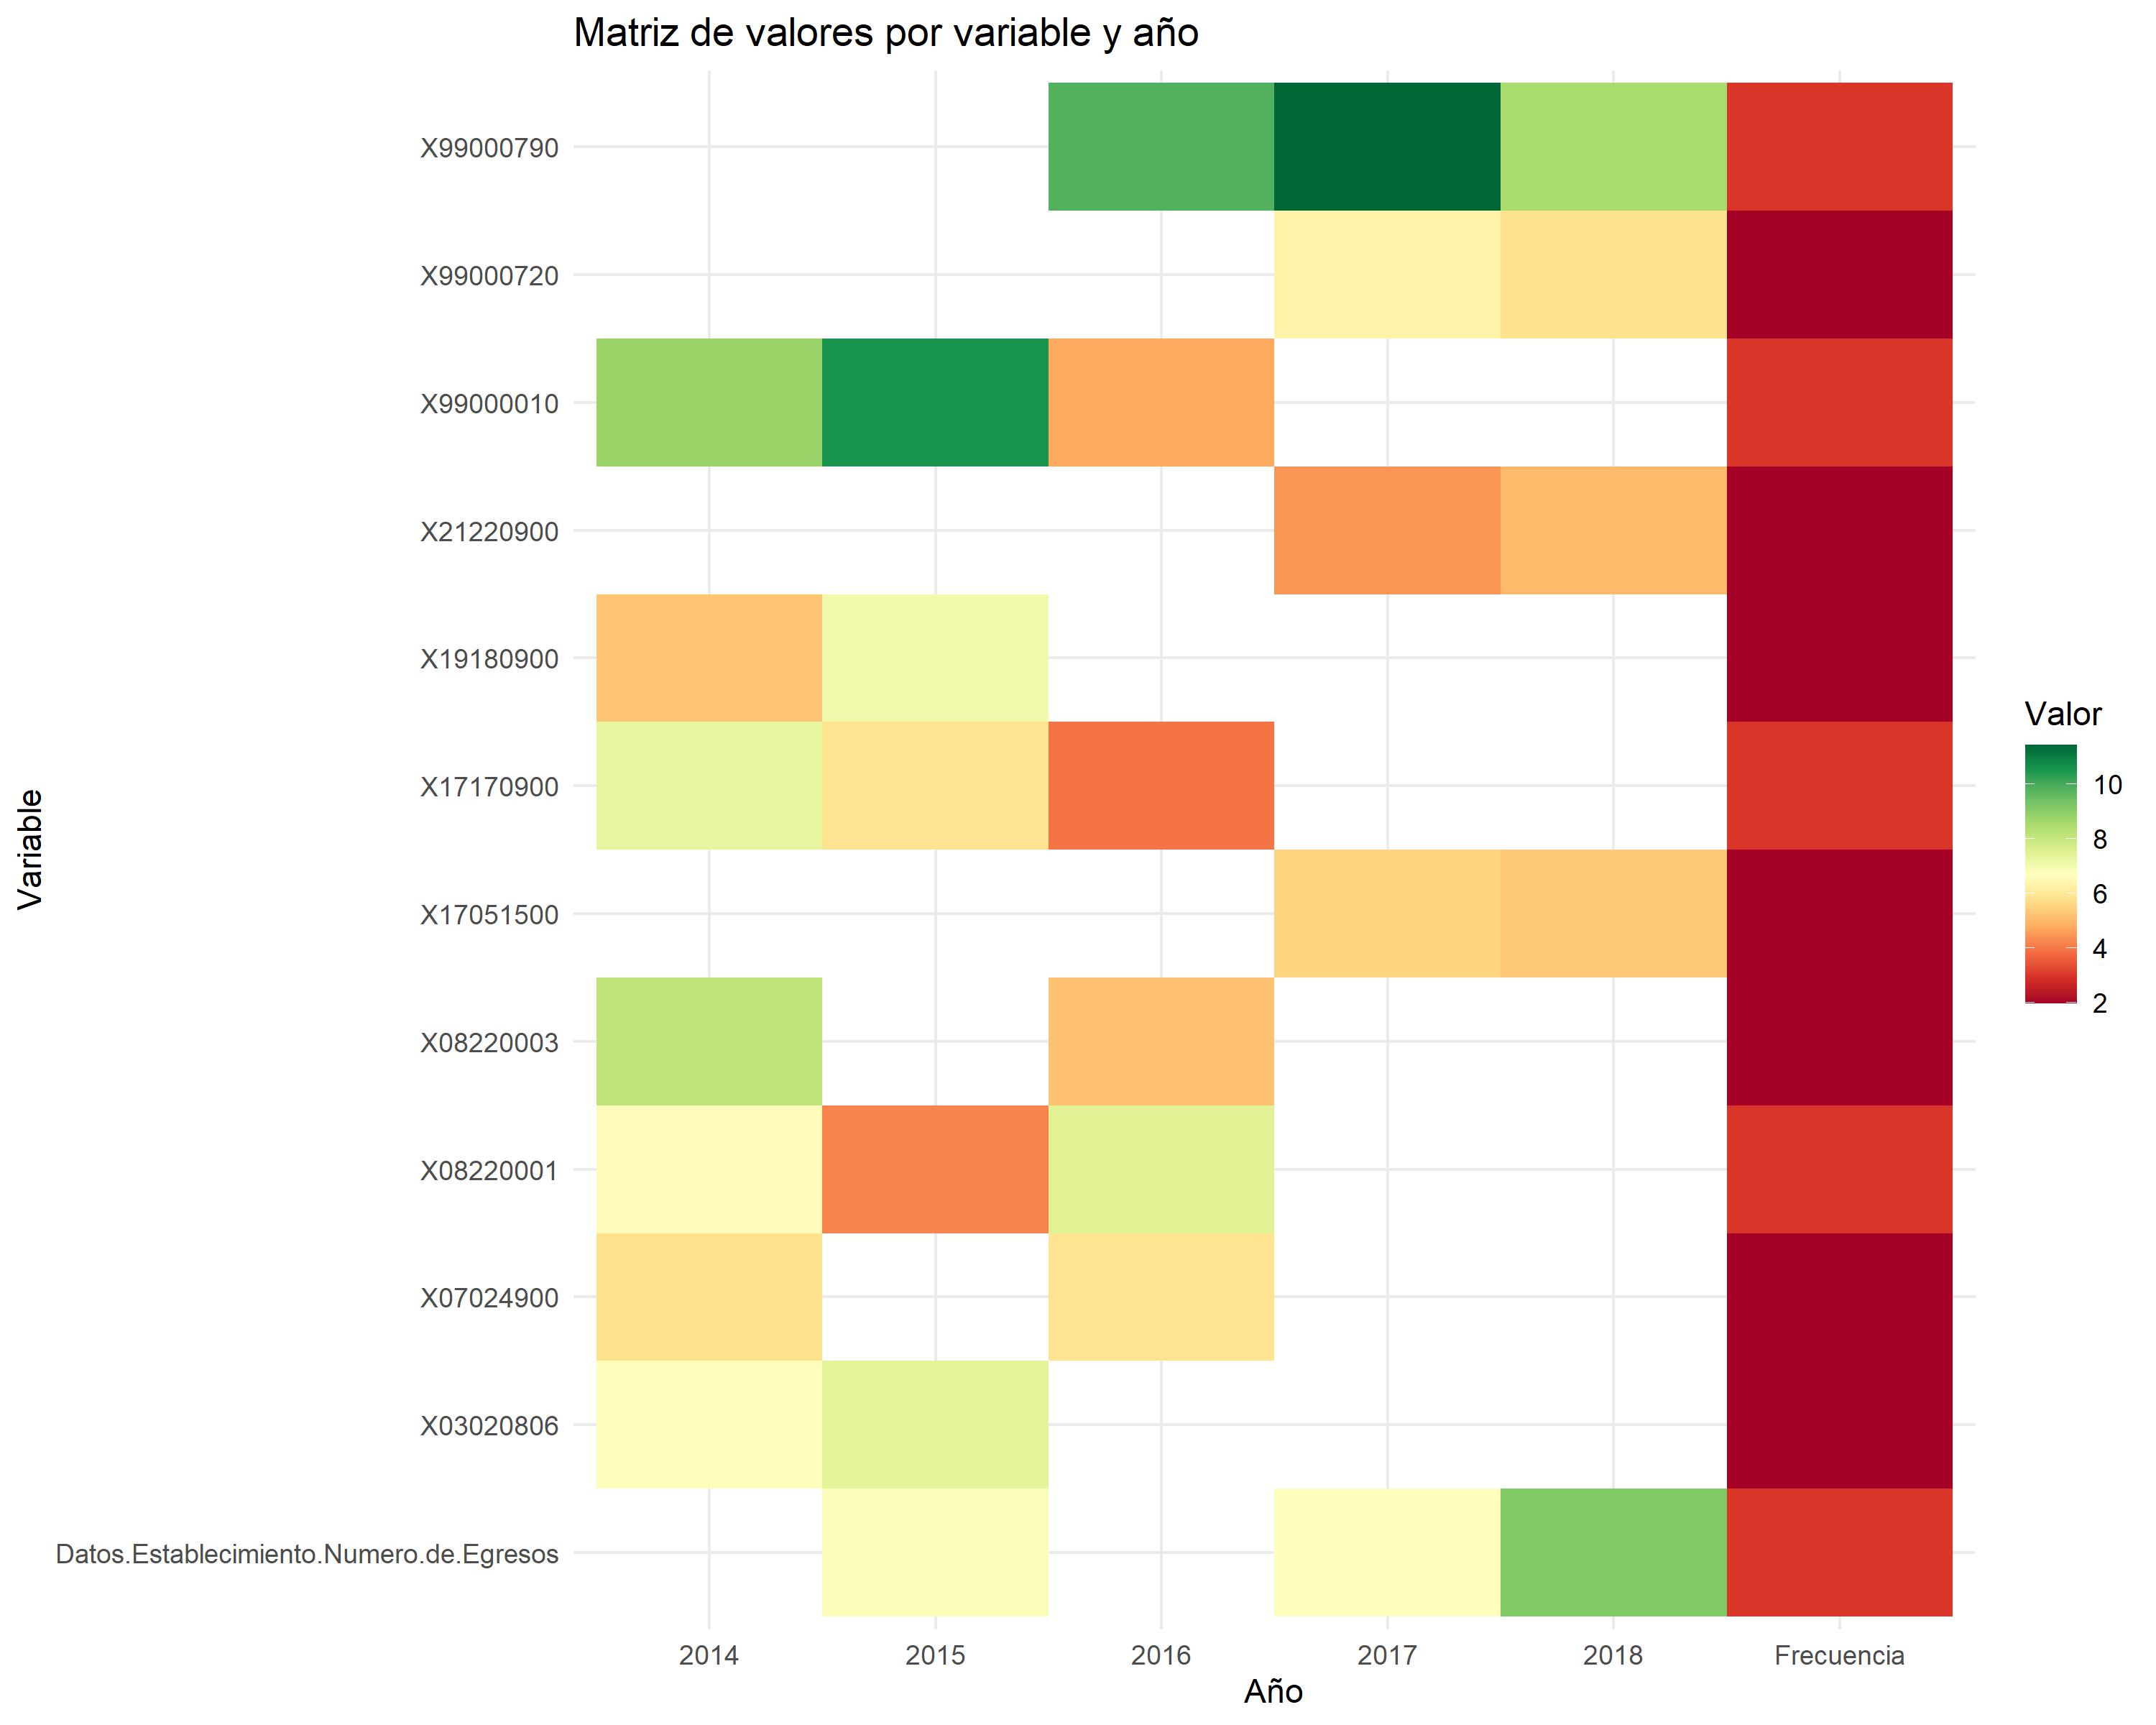 Matriz de valores por variable y año
X99000790
X99000720
X99000010
X21220900
X19180900
X17170900
X17051500
X08220003
X08220001
X07024900
X03020806
Datos.Establecimiento.Numero.de.Egresos
Variable
2014 2015 2016 2017 2018 Frecuencia
Año
Valor
10
8
6
4
2